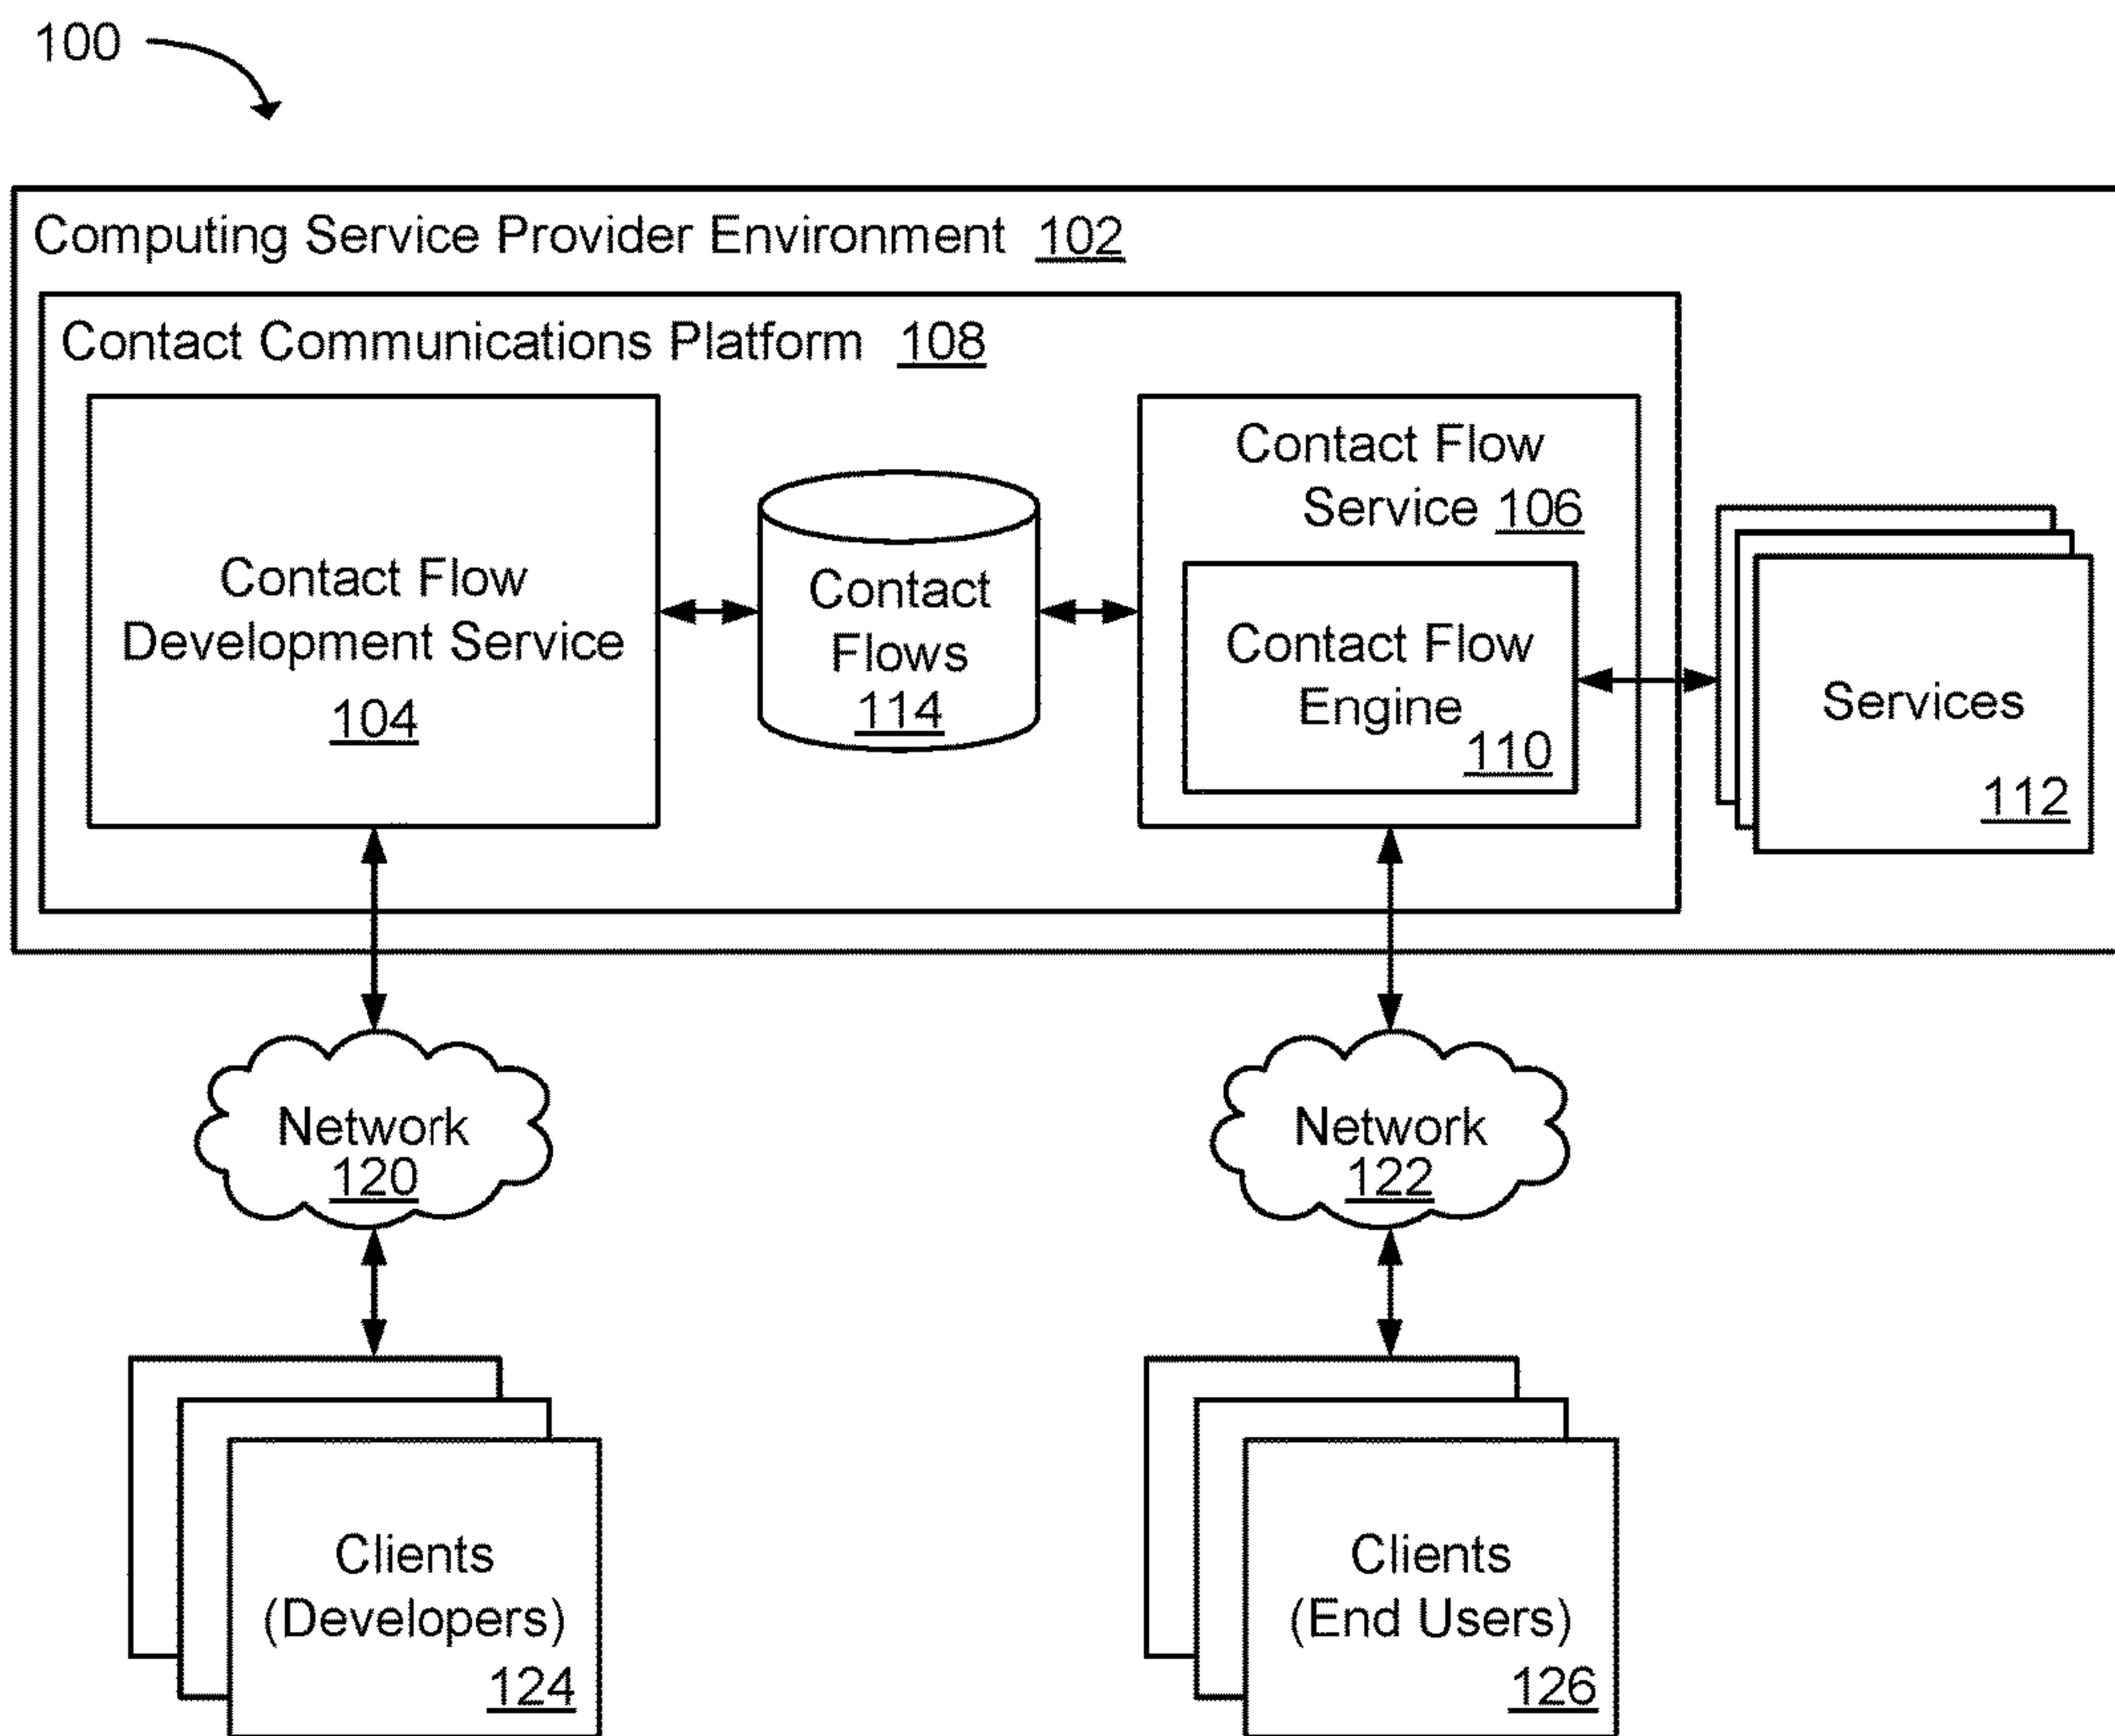 100
Computing Service Provider Environment 102
Contact Communications Platform 108
Contact Flow
Development Service
104
Contact
Flows
114
Contact Flow
Service 106
Contact Flow
Engine
110
Services
112
Network
120
Network
122
Clients
(Developers)
124
Clients
(End Users)
126